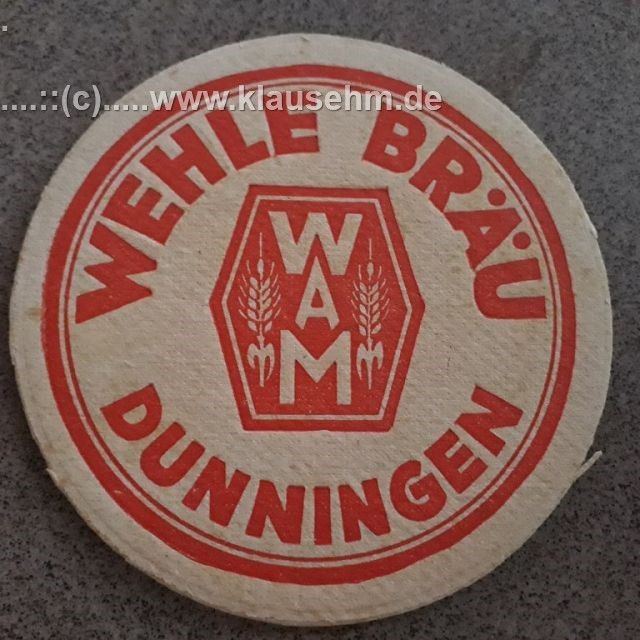 .....::(c).....www.klausehm.de
WEHLE BRÄU
W
A
M
DUNNINGEN